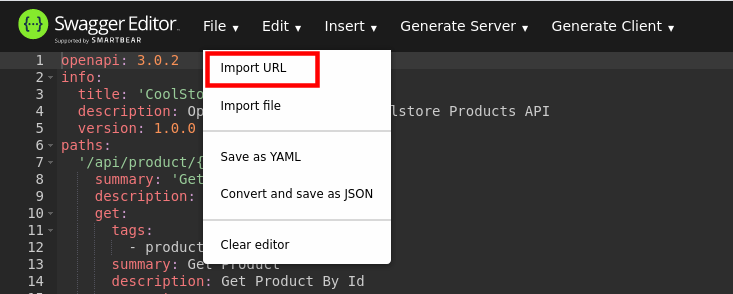 Swagger Editor
Supported by SMARTBEAR
File Edit Insert Generate Server Generate Client
Import URL
Import file
Save as YAML
Convert and save as JSON
Clear editor
1 openapi: 3.0.2
2 info:
3 title: 'CoolSto
4 description: Op lstore Products API
5 version: 1.0.0
6 paths:
7 '/api/product/{
8 summary: 'Get
9 description:
10 get:
11 tags:
12 - product
13 summary: Get Product
14 description: Get Product By Id